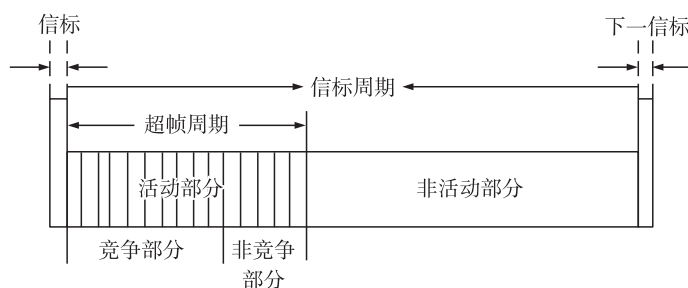 信标
下一信标
信标周期
超帧周期
活动部分
非活动部分
竞争部分
非竞争
部分